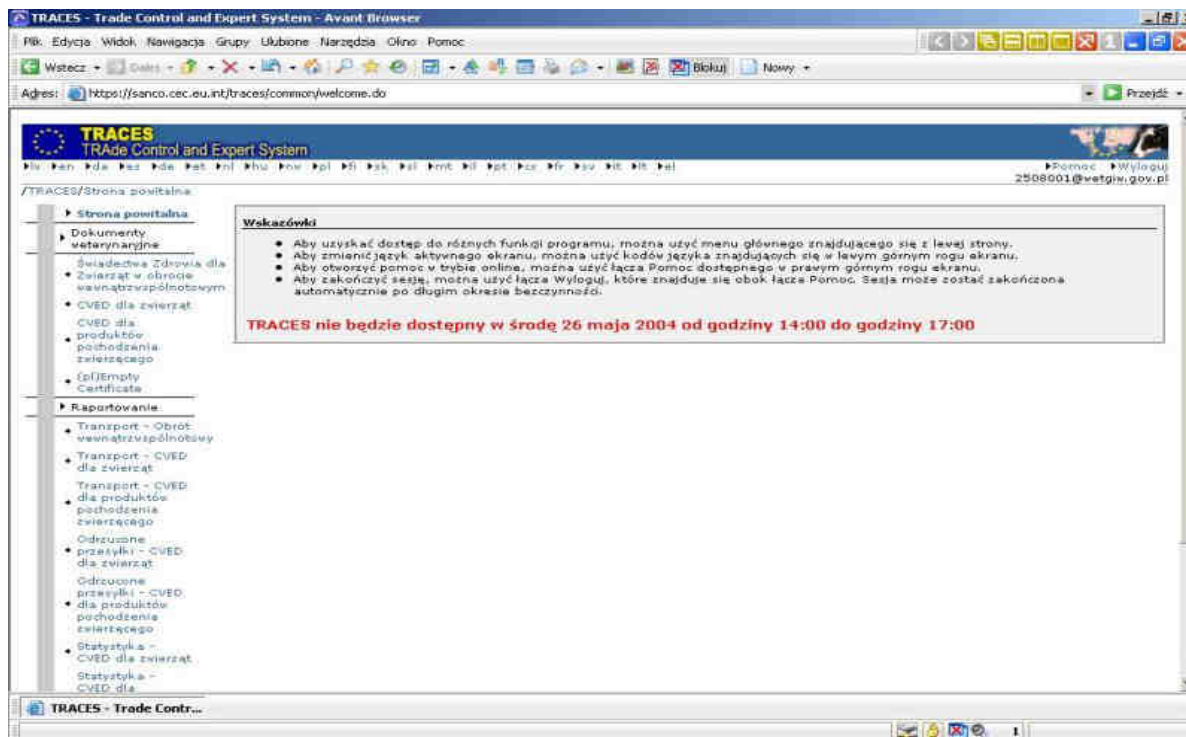 TRACES - Trade Control and Expert System - Avant Browser
Plik Edycja Widok Nawigacja Grupy Ulubione Narzędzia Okno Pomoc
Wstecz Dalej Blokuj Nowy
Adres: https://sanco.cec.eu.int/traces/common/welcome.do Przejdź
TRACES
TRAde Control and Expert System
lv en da es de et nl hu pl fi sk sl mt pt cs fr sv it lt el
Pomoc Wyloguj
2508001@wetgiw.gov.pl
/TRACES/Strona powitalna
Strona powitalna
Dokumenty
weterynaryjne
Świadectwa Zdrowia dla
Zwierząt w obrocie
wewnątrzwspólnotowym
CVED dla zwierząt
CVED dla
produktów
pochodzenia
zwierzęcego
(pl)Empty
Certificate
Raportowanie
Transport - Obrót
wewnątrzwspólnotowy
Transport - CVED
dla zwierząt
Transport - CVED
dla produktów
pochodzenia
zwierzęcego
Odrzucone
przesyłki - CVED
dla zwierząt
Odrzucone
przesyłki - CVED
dla produktów
pochodzenia
zwierzęcego
Statystyka -
CVED dla zwierząt
Statystyka -
CVED dla
Wskazówki
Aby uzyskać dostęp do różnych funkcji programu, można użyć menu głównego znajdującego się z lewej strony.
Aby zmienić język aktywnego ekranu, można użyć kodów języka znajdujących się w lewym górnym rogu ekranu.
Aby otworzyć pomoc w trybie online, można użyć łącza Pomoc dostępnego w prawym górnym rogu ekranu.
Aby zakończyć sesję, można użyć łącza Wyloguj, które znajduje się obok łącza Pomoc. Sesja może zostać zakończona
automatycznie po długim okresie bezczynności.
TRACES nie będzie dostępny w środę 26 maja 2004 od godziny 14:00 do godziny 17:00
TRACES - Trade Contr...
1